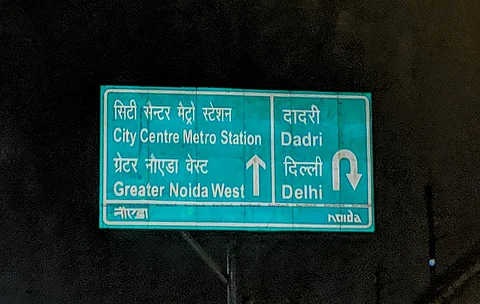 सिटी सेन्टर मेट्रो स्टेशन
City Centre Metro Station
ग्रेटर नौएडा वेस्ट
Greater Noida West
दादरी
Dadri
दिल्ली
Delhi
नौएडा
noida